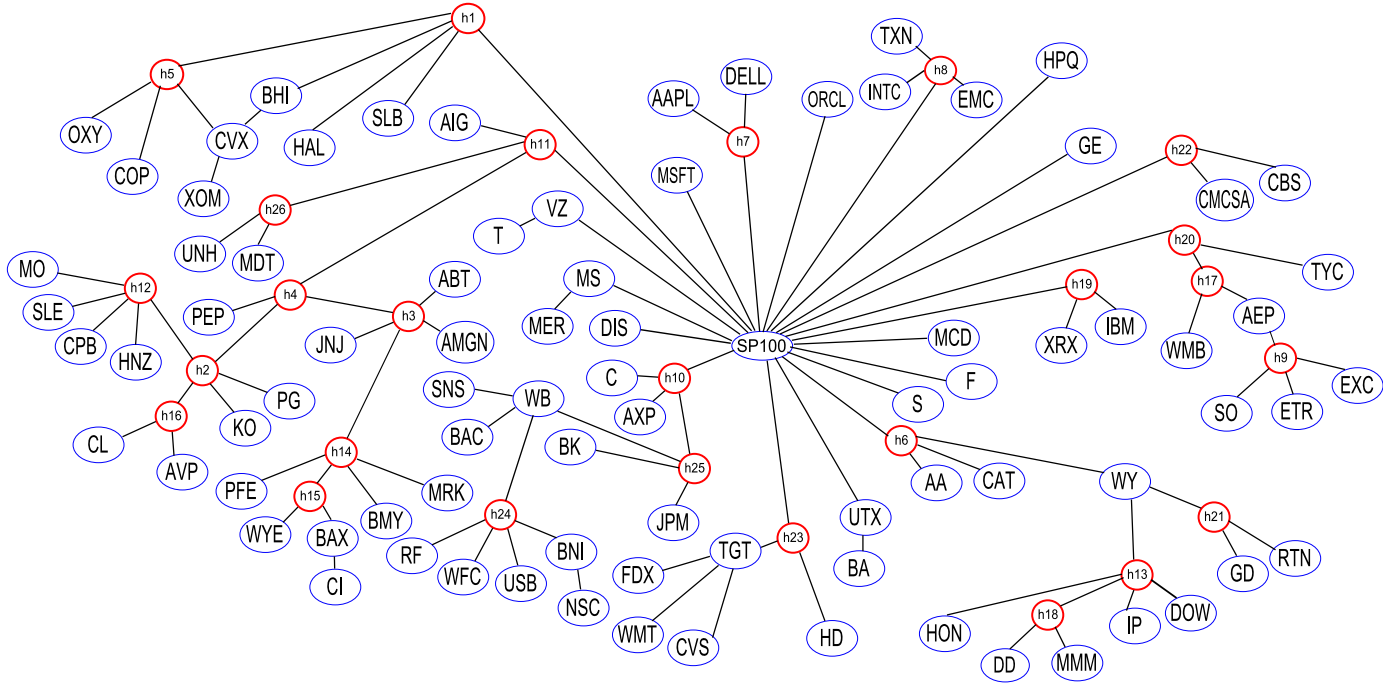 h1
TXN
HPQ
h5
h8
DELL
BHI
AAPL
INTC
EMC
ORCL
SLB
OXY
AIG
CVX
HAL
h11
h7
GE
h22
COP
MSFT
CBS
XOM
CMCSA
h26
VZ
T
UNH
MDT
h20
MO
ABT
MS
TYC
h12
h4
h19
h17
SLE
PEP
h3
MER
DIS
IBM
AEP
CPB
JNJ
AMGN
SP100
MCD
XRX
WMB
HNZ
h9
h2
C
h10
F
EXC
PG
SNS
WB
AXP
S
SO
ETR
h16
KO
CL
BAC
h6
AVP
h14
BK
h25
PFE
MRK
AA
CAT
WY
h15
BMY
JPM
UTX
h21
WYE
BAX
h24
h23
RF
BNI
TGT
RTN
WFC
USB
FDX
BA
GD
CI
h13
NSC
h18
DOW
WMT
CVS
HD
HON
IP
DD
MMM